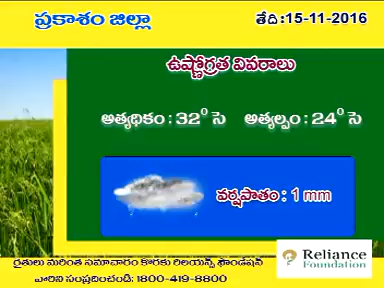 ప్రకాశం జిల్లా తేది:15-11-2016
ఉష్ణోగ్రత వివరాలు
అత్యధికం: 32⁰ సె అత్యల్పం: 24⁰ సె
వర్షపాతం: 1 mm
రైతులు మరింత సమాచారం కొరకు రిలయన్స్ ఫౌండేషన్
వారిని సంప్రదించండి: 1800-419-8800
Reliance
Foundation